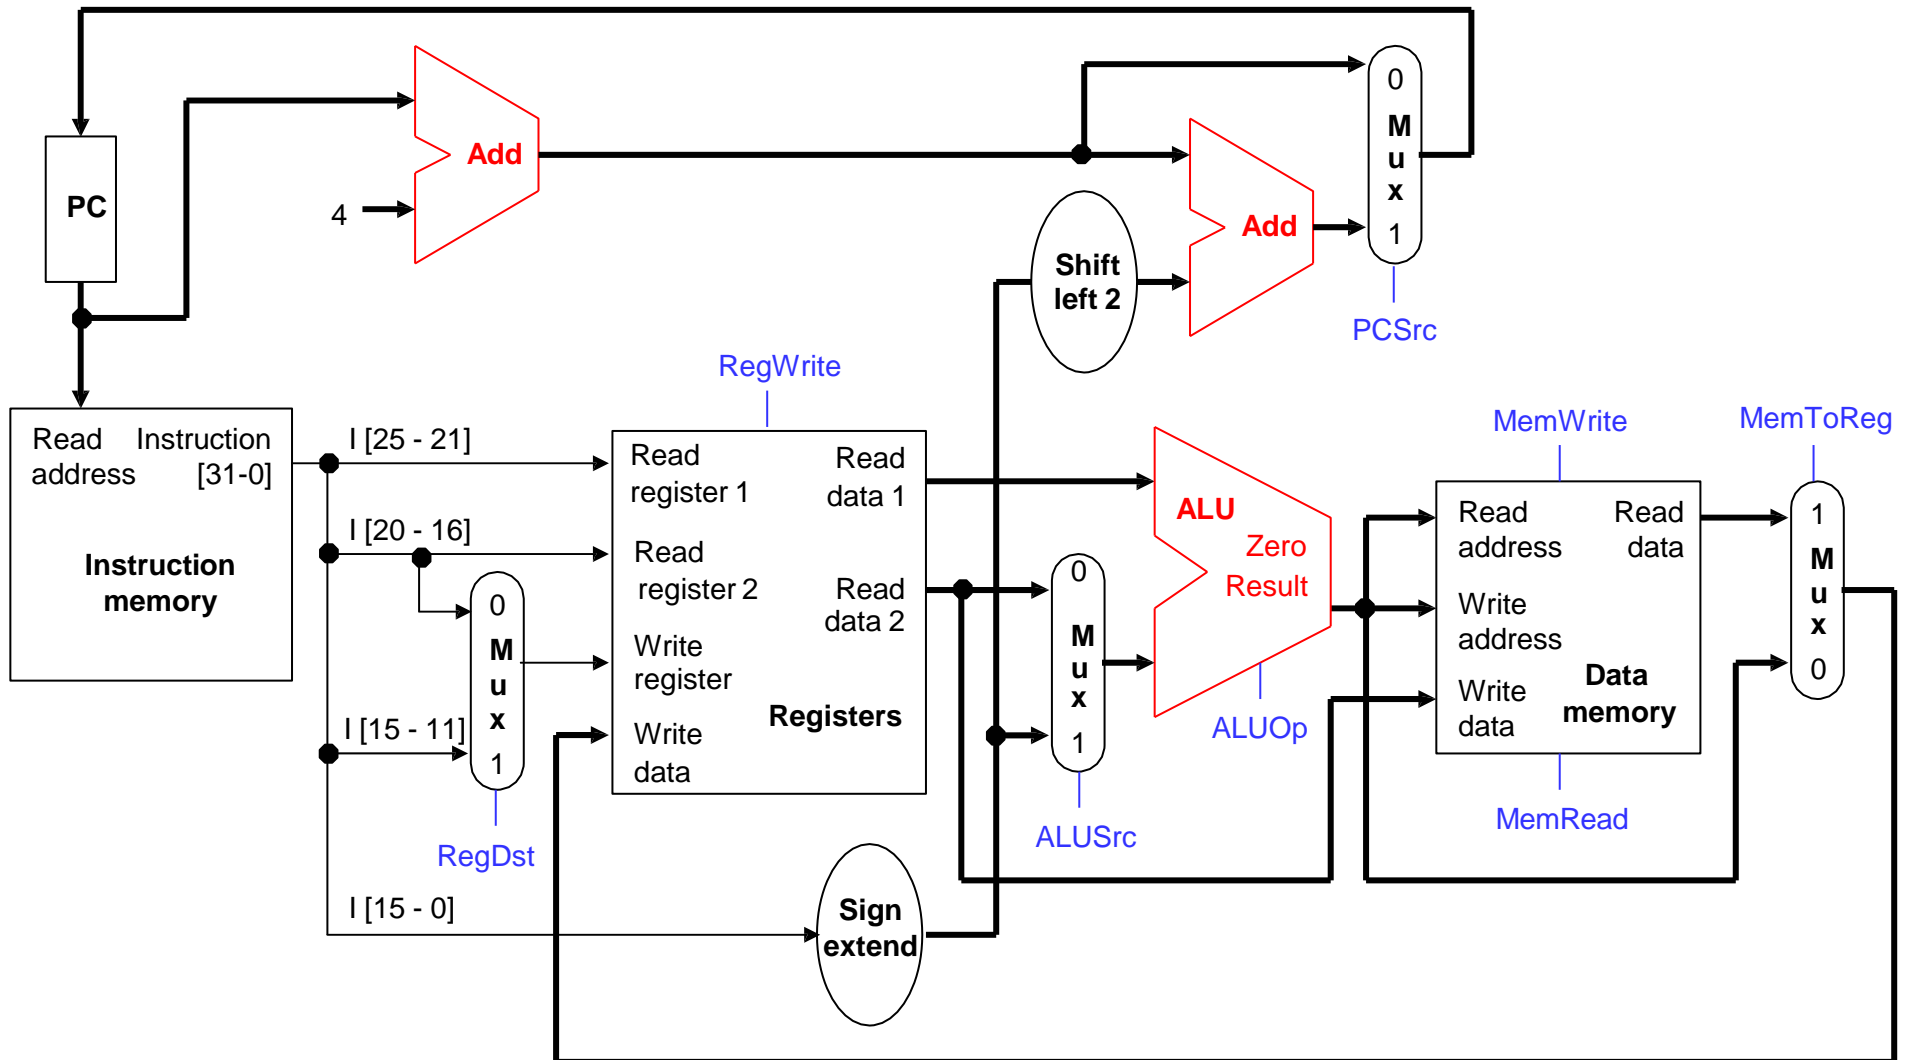 PC
Add
4
Shift
left 2
Add
0
M
u
x
1
PCSrc
RegWrite
Read
address
Instruction
[31-0]
Instruction
memory
I [25 - 21]
I [20 - 16]
I [15 - 11]
I [15 - 0]
0
M
u
x
1
RegDst
Read
register 1
Read
data 1
Read
register 2
Read
data 2
Write
register
Write
data
Registers
Sign
extend
0
M
u
x
1
ALUSrc
ALU
Zero
Result
ALUOp
MemWrite
Read
address
Read
data
Write
address
Write
data
Data
memory
MemRead
MemToReg
1
M
u
x
0